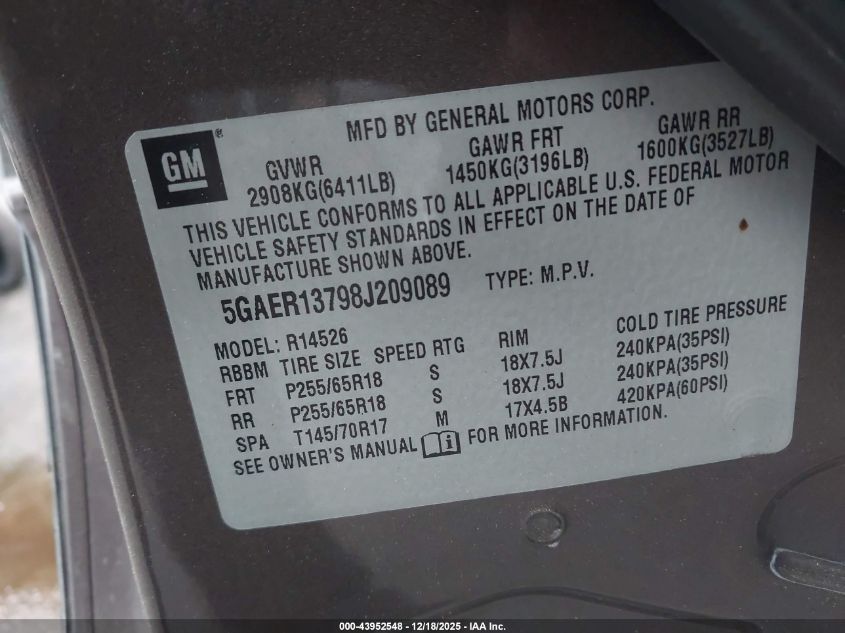 MFD BY GENERAL MOTORS CORP.
GM®
GVWR GAWR FRT GAWR RR
2908KG(6411LB) 1450KG(3196LB) 1600KG(3527LB)
THIS VEHICLE CONFORMS TO ALL APPLICABLE U.S. FEDERAL MOTOR
VEHICLE SAFETY STANDARDS IN EFFECT ON THE DATE OF
MANUFACTURE SHOWN ABOVE.
5GAER13798J209089 TYPE: M.P.V.
MODEL: R14526
RBBM TIRE SIZE SPEED RTG RIM COLD TIRE PRESSURE
FRT P255/65R18 S 18X7.5J 240KPA(35PSI)
RR P255/65R18 S 18X7.5J 240KPA(35PSI)
SPA T145/70R17 M 17X4.5B 420KPA(60PSI)
SEE OWNER'S MANUAL FOR MORE INFORMATION.
000-43952548 - 12/18/2025 - IAA Inc.